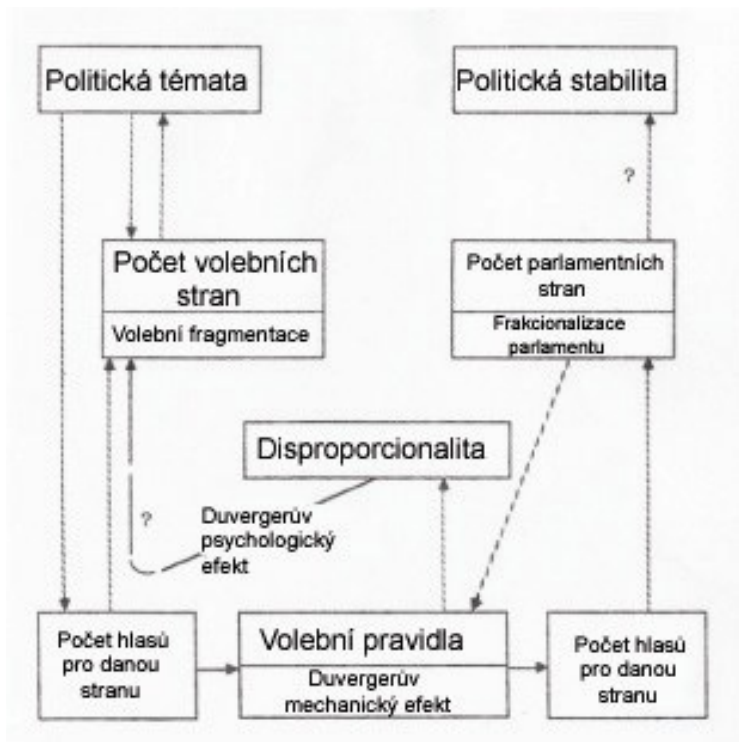 Politická témata
Politická stabilita
?
Počet volebních
stran
Volební fragmentace
Počet parlamentních
stran
Frakcionalizace
parlamentu
Disproporcionalita
?
Duvergerův
psychologický
efekt
Počet hlasů
pro danou
stranu
Volební pravidla
Duvergerův
mechanický efekt
Počet hlasů
pro danou
stranu